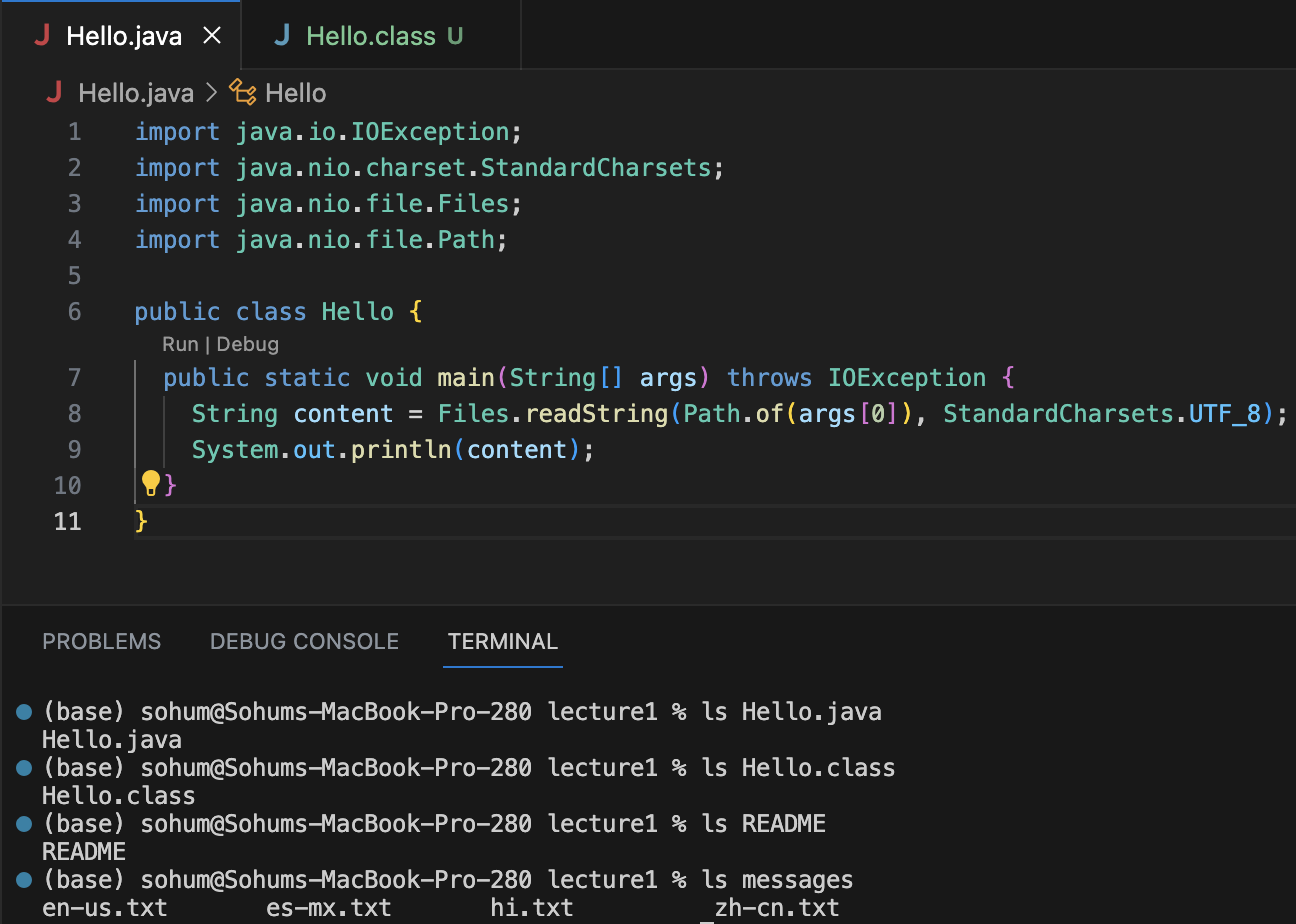 Hello.java × Hello.class U
Hello.java > Hello
1 import java.io.IOException;
2 import java.nio.charset.StandardCharsets;
3 import java.nio.file.Files;
4 import java.nio.file.Path;
5
6 public class Hello {
Run | Debug
7   public static void main(String[] args) throws IOException {
8     String content = Files.readString(Path.of(args[0]), StandardCharsets.UTF_8);
9     System.out.println(content);
10   }
11 }
PROBLEMS DEBUG CONSOLE TERMINAL
(base) sohum@Sohums-MacBook-Pro-280 lecture1 % ls Hello.java
Hello.java
(base) sohum@Sohums-MacBook-Pro-280 lecture1 % ls Hello.class
Hello.class
(base) sohum@Sohums-MacBook-Pro-280 lecture1 % ls README
README
(base) sohum@Sohums-MacBook-Pro-280 lecture1 % ls messages
en-us.txt es-mx.txt hi.txt zh-cn.txt